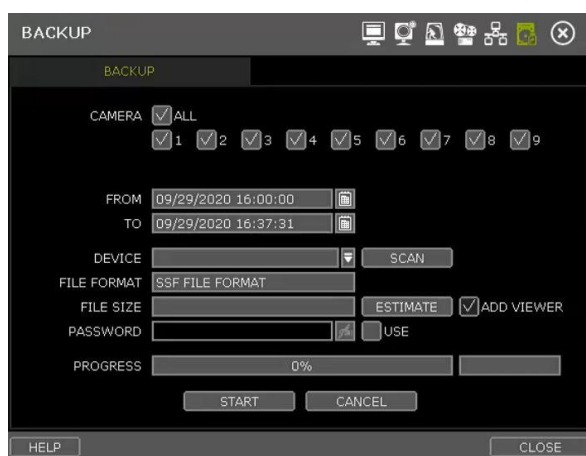 BACKUP
BACKUP
CAMERA ALL
1 2 3 4 5 6 7 8 9
FROM 09/29/2020 16:00:00
TO 09/29/2020 16:37:31
DEVICE SCAN
FILE FORMAT SSF FILE FORMAT
FILE SIZE ESTIMATE ADD VIEWER
PASSWORD USE
PROGRESS 0%
START CANCEL
HELP CLOSE